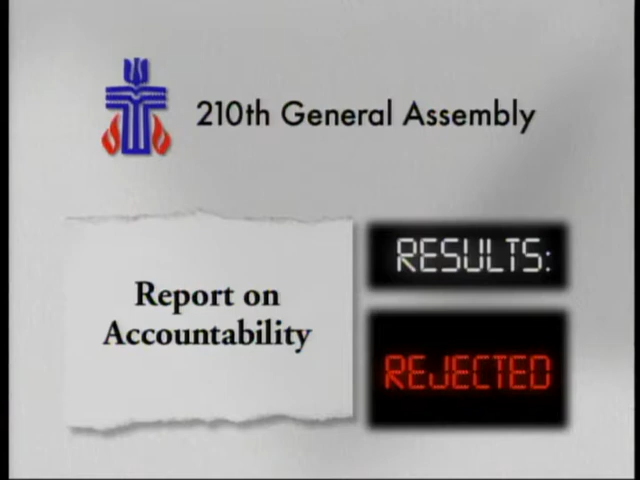 210th General Assembly
Report on
Accountability
RESULTS:
REJECTED